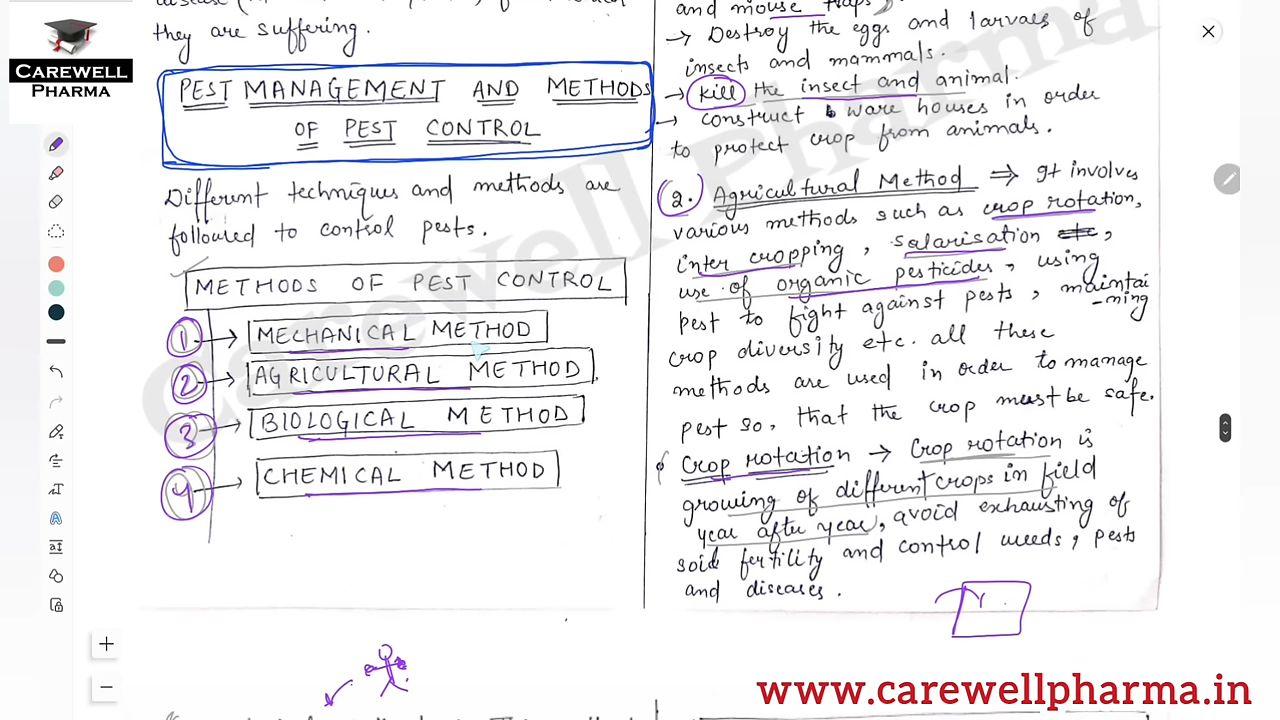 CAREWELL
PHARMA
they are suffering.
PEST MANAGEMENT AND METHODS
OF PEST CONTROL
Different techniques and methods are
followed to control pests.
METHODS OF PEST CONTROL
1 → MECHANICAL METHOD
2 → AGRICULTURAL METHOD
3 → BIOLOGICAL METHOD
4 → CHEMICAL METHOD
and mouse traps)
→ Destroy the eggs and larvaes of
insects and mammals.
→ Kill the insect and animal.
→ construct ware houses in order
to protect crop from animals.
2. Agricultural Method ⇒ It involves
various methods such as crop rotation,
inter cropping, salarisation etc,
use of organic pesticides, using
pest to fight against pests, maintai
-ning
crop diversity etc. all these
methods are used in order to manage
pest so, that the crop must be safe.
Crop rotation → Crop rotation is
growing of different crops in field
year after year, avoid exhausting of
soil fertility and control weeds, pests
and diseases.
Carewell Pharma
www.carewellpharma.in